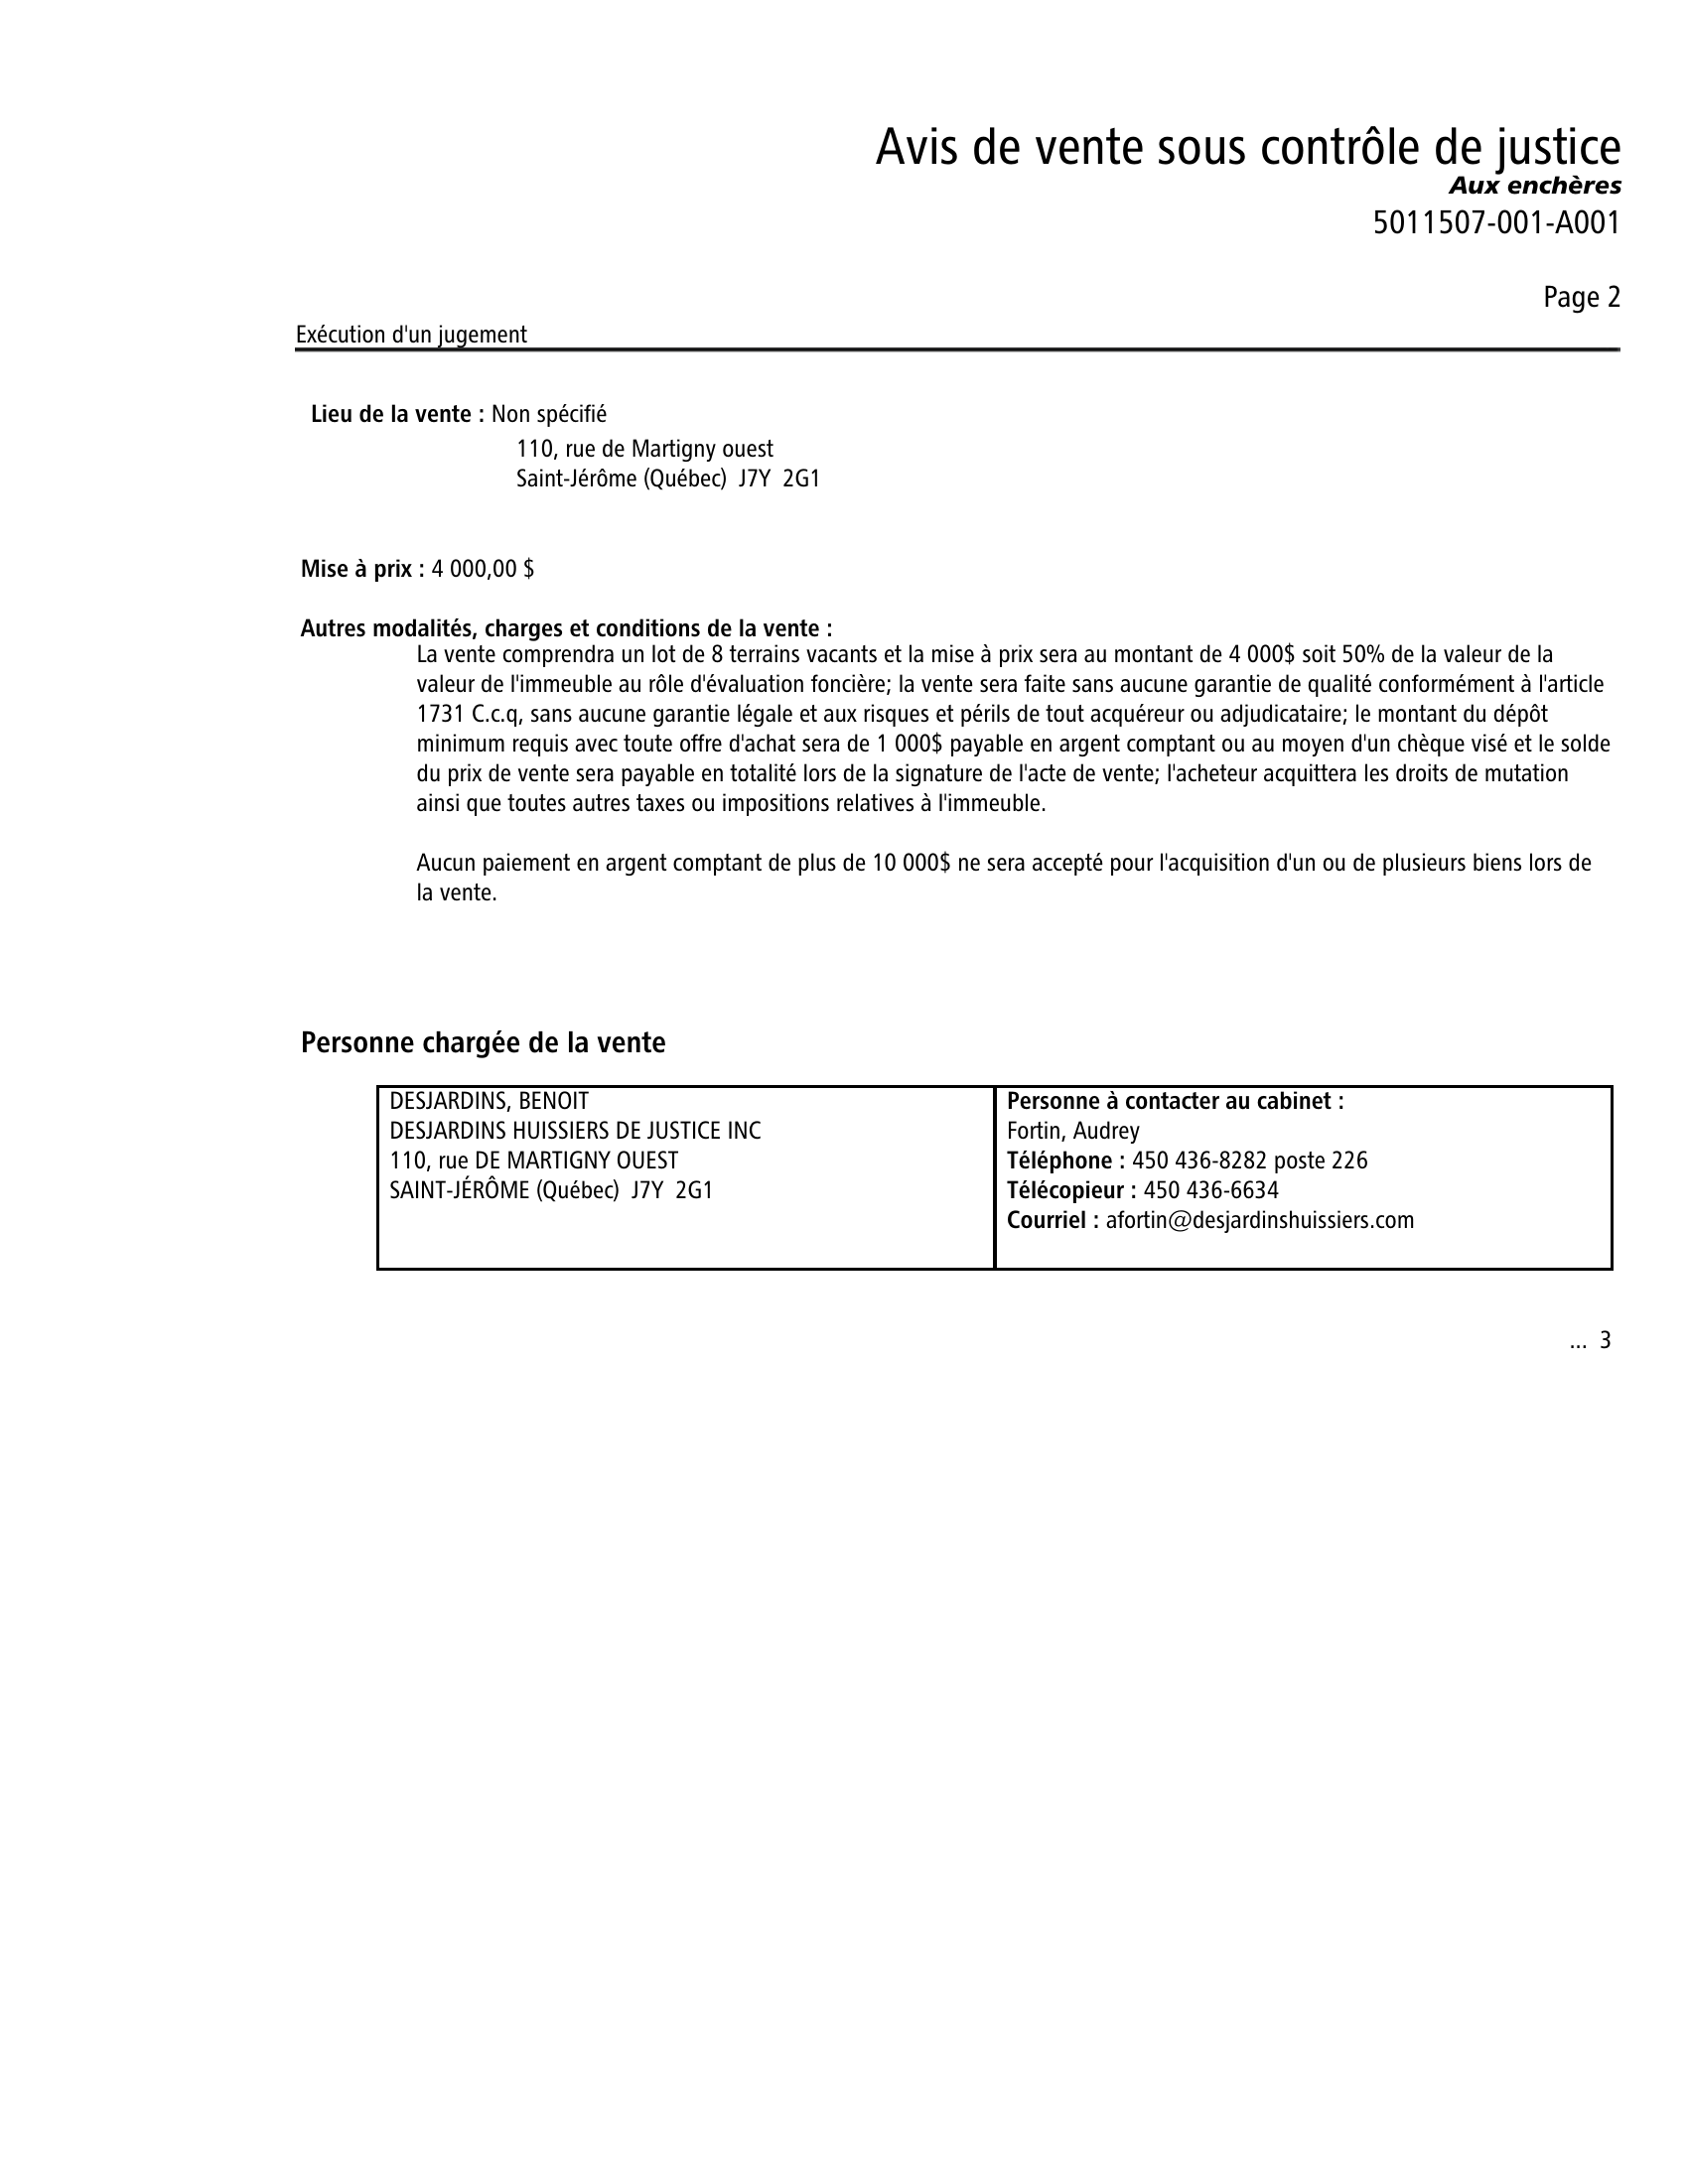 Avis de vente sous contrôle de justice
Aux enchères
5011507-001-A001
Page 2
Exécution d'un jugement
Lieu de la vente : Non spécifié
110, rue de Martigny ouest
Saint-Jérôme (Québec) J7Y 2G1
Mise à prix : 4 000,00 $
Autres modalités, charges et conditions de la vente :
La vente comprendra un lot de 8 terrains vacants et la mise à prix sera au montant de 4 000$ soit 50% de la valeur de la
valeur de l'immeuble au rôle d'évaluation foncière; la vente sera faite sans aucune garantie de qualité conformément à l'article
1731 C.c.q, sans aucune garantie légale et aux risques et périls de tout acquéreur ou adjudicataire; le montant du dépôt
minimum requis avec toute offre d'achat sera de 1 000$ payable en argent comptant ou au moyen d'un chèque visé et le solde
du prix de vente sera payable en totalité lors de la signature de l'acte de vente; l'acheteur acquittera les droits de mutation
ainsi que toutes autres taxes ou impositions relatives à l'immeuble.
Aucun paiement en argent comptant de plus de 10 000$ ne sera accepté pour l'acquisition d'un ou de plusieurs biens lors de
la vente.
Personne chargée de la vente
DESJARDINS, BENOIT
DESJARDINS HUISSIERS DE JUSTICE INC
110, rue DE MARTIGNY OUEST
SAINT-JÉRÔME (Québec) J7Y 2G1
Personne à contacter au cabinet :
Fortin, Audrey
Téléphone : 450 436-8282 poste 226
Télécopieur : 450 436-6634
Courriel : afortin@desjardinshuissiers.com
... 3